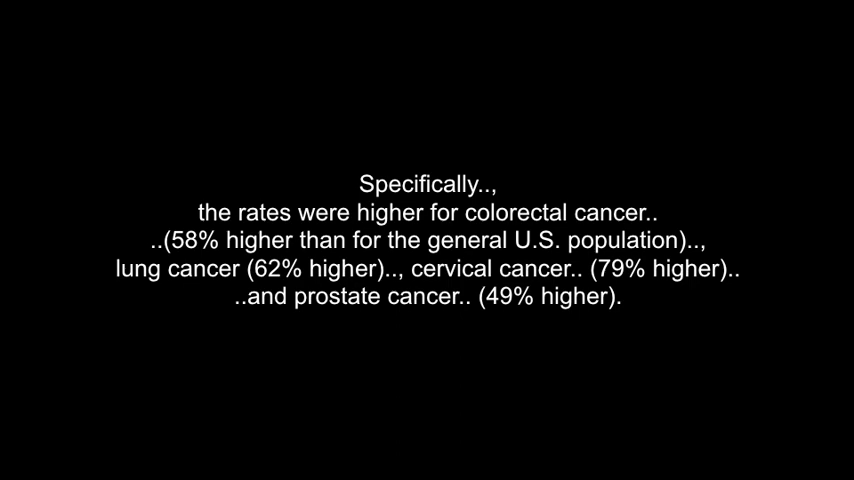 Specifically..,
the rates were higher for colorectal cancer..
..(58% higher than for the general U.S. population)..,
lung cancer (62% higher).., cervical cancer.. (79% higher)..
..and prostate cancer.. (49% higher).